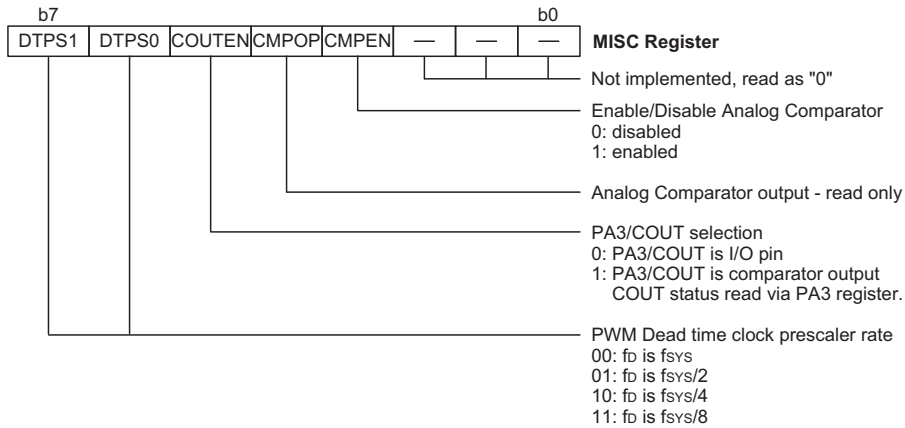 b7 b0
DTPS1 DTPS0 COUTEN CMPOP CMPEN — — — MISC Register
Not implemented, read as "0"
Enable/Disable Analog Comparator
0: disabled
1: enabled
Analog Comparator output - read only
PA3/COUT selection
0: PA3/COUT is I/O pin
1: PA3/COUT is comparator output
COUT status read via PA3 register.
PWM Dead time clock prescaler rate
00: fD is fSYS
01: fD is fSYS/2
10: fD is fSYS/4
11: fD is fSYS/8